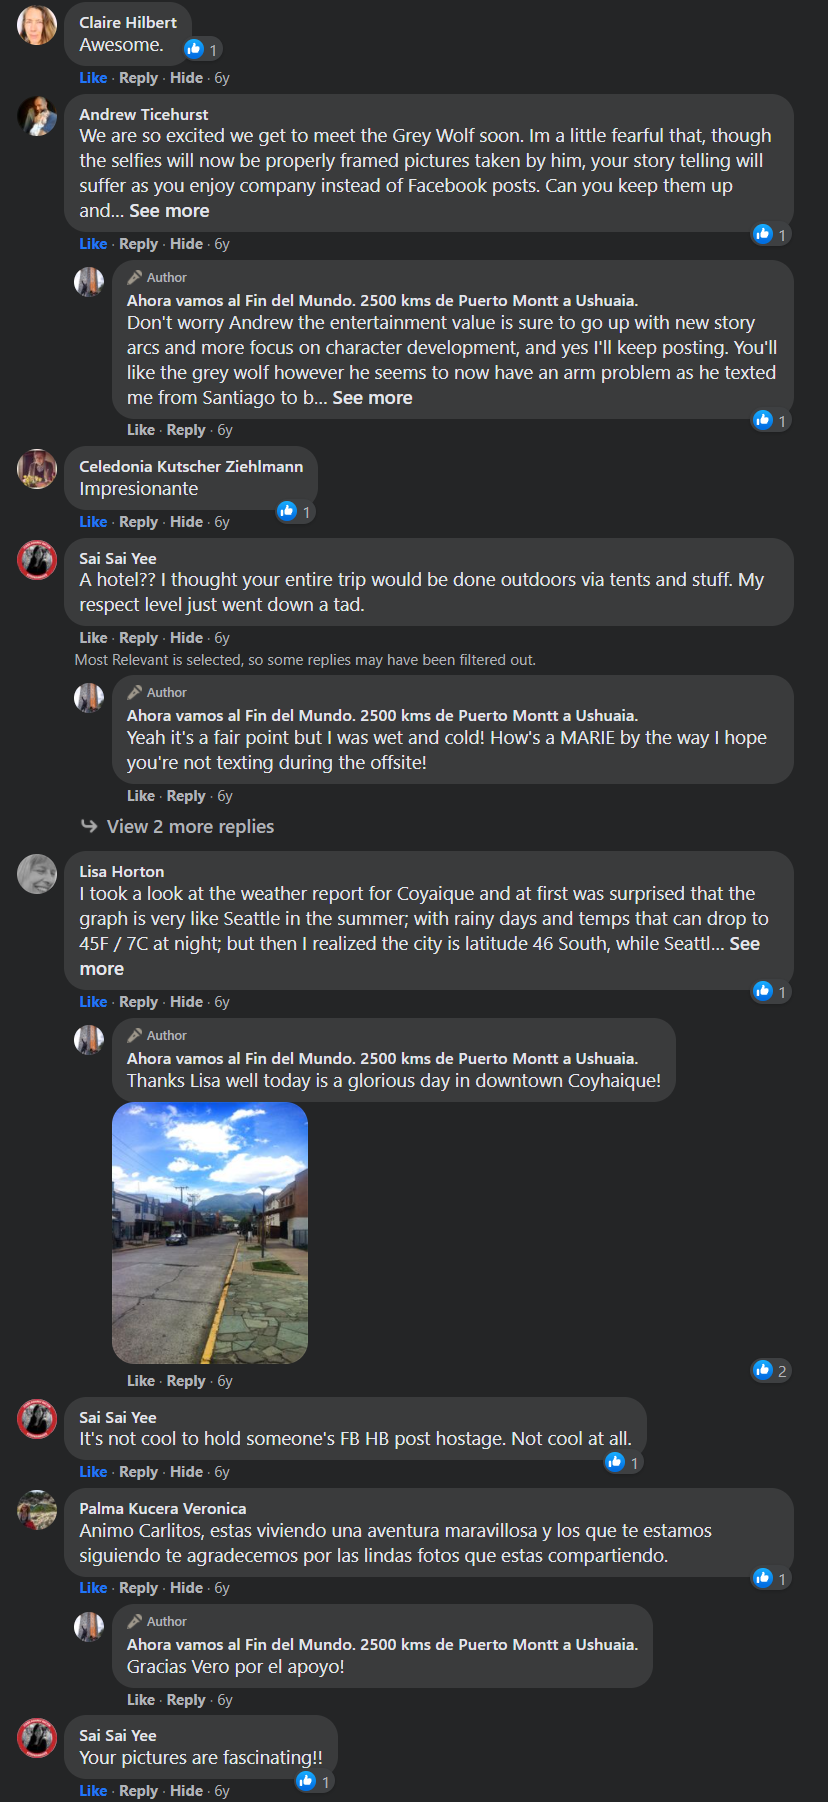 Claire Hilbert
Awesome.
1
Like · Reply · Hide · 6y
Andrew Ticehurst
We are so excited we get to meet the Grey Wolf soon. Im a little fearful that, though
the selfies will now be properly framed pictures taken by him, your story telling will
suffer as you enjoy company instead of Facebook posts. Can you keep them up
and... See more
1
Like · Reply · Hide · 6y
Author
Ahora vamos al Fin del Mundo. 2500 kms de Puerto Montt a Ushuaia.
Don't worry Andrew the entertainment value is sure to go up with new story
arcs and more focus on character development, and yes I'll keep posting. You'll
like the grey wolf however he seems to now have an arm problem as he texted
me from Santiago to b... See more
1
Like · Reply · 6y
Celedonia Kutscher Ziehlmann
Impresionante
1
Like · Reply · Hide · 6y
Sai Sai Yee
A hotel?? I thought your entire trip would be done outdoors via tents and stuff. My
respect level just went down a tad.
Like · Reply · Hide · 6y
Most Relevant is selected, so some replies may have been filtered out.
Author
Ahora vamos al Fin del Mundo. 2500 kms de Puerto Montt a Ushuaia.
Yeah it's a fair point but I was wet and cold! How's a MARIE by the way I hope
you're not texting during the offsite!
Like · Reply · 6y
View 2 more replies
Lisa Horton
I took a look at the weather report for Coyaique and at first was surprised that the
graph is very like Seattle in the summer; with rainy days and temps that can drop to
45F / 7C at night; but then I realized the city is latitude 46 South, while Seattl... See
more
1
Like · Reply · Hide · 6y
Author
Ahora vamos al Fin del Mundo. 2500 kms de Puerto Montt a Ushuaia.
Thanks Lisa well today is a glorious day in downtown Coyhaique!
2
Like · Reply · 6y
Sai Sai Yee
It's not cool to hold someone's FB HB post hostage. Not cool at all.
1
Like · Reply · Hide · 6y
Palma Kucera Veronica
Animo Carlitos, estas viviendo una aventura maravillosa y los que te estamos
siguiendo te agradecemos por las lindas fotos que estas compartiendo.
1
Like · Reply · Hide · 6y
Author
Ahora vamos al Fin del Mundo. 2500 kms de Puerto Montt a Ushuaia.
Gracias Vero por el apoyo!
Like · Reply · 6y
Sai Sai Yee
Your pictures are fascinating!!
1
Like · Reply · Hide · 6y